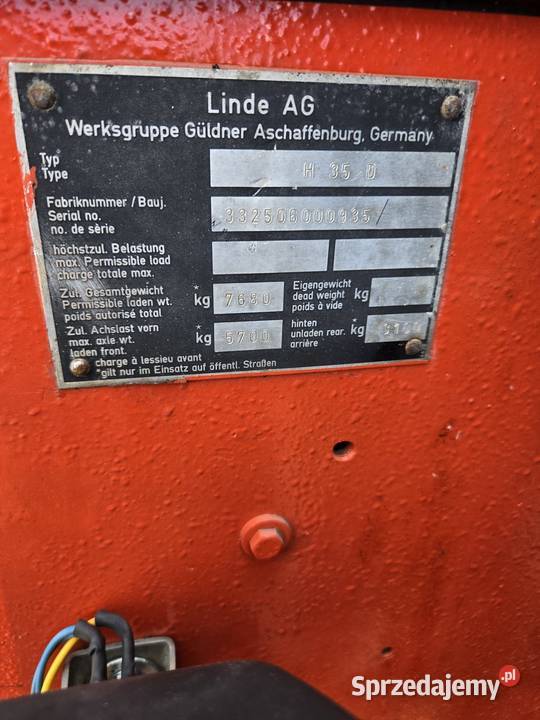 Linde AG
Werksgruppe Güldner Aschaffenburg, Germany
Typ
Type
H 35 D
Fabriknummer / Bauj.
Serial no.
no. de sèrie
332506000935/
höchstzul. Belastung
max. Permissible load
charge totale max.
Zul. Gesamtgewicht
Permissible laden wt.
poids autorisé total
* kg 7650
Eigengewicht
dead weight
poids à vide
* kg
Zul. Achslast vorn
max. axle wt.
laden front.
charge à lessieu avant
* kg 5700
hinten
unladen rear.
arrière
* kg
*gilt nur im Einsatz auf öffentl. Straßen
Sprzedajemy.pl